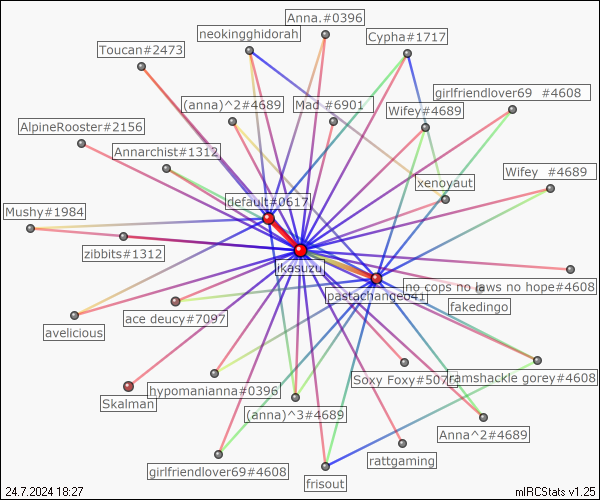 Anna.#0396
neokingghidorah
Cypha#1717
Toucan#2473
girlfriendlover69 #4608
(anna)^2#4689
Mad #6901
Wifey#4689
AlpineRooster#2156
Annarchist#1312
Wifey #4689
xenoyaut
default#0617
Mushy#1984
zibbits#1312
ikasuzu
no cops no laws no hope#4608
pastachangeo41
fakedingo
avelicious
ace deucy#7097
Soxy Foxy#507
ramshackle gorey#4608
hypomanianna#0396
Skalman
(anna)^3#4689
Anna^2#4689
rattgaming
girlfriendlover69#4608
frisout
24.7.2024 18:27
mIRCStats v1.25